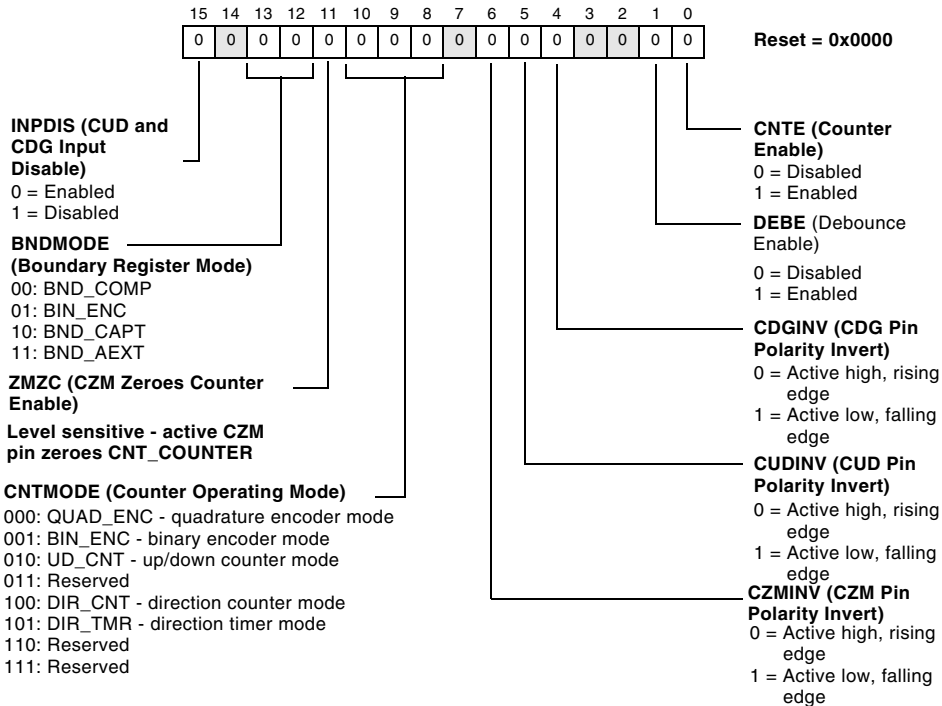 15 14 13 12 11 10 9 8 7 6 5 4 3 2 1 0
0 0 0 0 0 0 0 0 0 0 0 0 0 0 0 0
Reset = 0x0000
INPDIS (CUD and
CDG Input
Disable)
0 = Enabled
1 = Disabled
BNDMODE
(Boundary Register Mode)
00: BND_COMP
01: BIN_ENC
10: BND_CAPT
11: BND_AEXT
ZMZC (CZM Zeroes Counter
Enable)
Level sensitive - active CZM
pin zeroes CNT_COUNTER
CNTMODE (Counter Operating Mode)
000: QUAD_ENC - quadrature encoder mode
001: BIN_ENC - binary encoder mode
010: UD_CNT - up/down counter mode
011: Reserved
100: DIR_CNT - direction counter mode
101: DIR_TMR - direction timer mode
110: Reserved
111: Reserved
CNTE (Counter
Enable)
0 = Disabled
1 = Enabled
DEBE (Debounce
Enable)
0 = Disabled
1 = Enabled
CDGINV (CDG Pin
Polarity Invert)
0 = Active high, rising
edge
1 = Active low, falling
edge
CUDINV (CUD Pin
Polarity Invert)
0 = Active high, rising
edge
1 = Active low, falling
edge
CZMINV (CZM Pin
Polarity Invert)
0 = Active high, rising
edge
1 = Active low, falling
edge